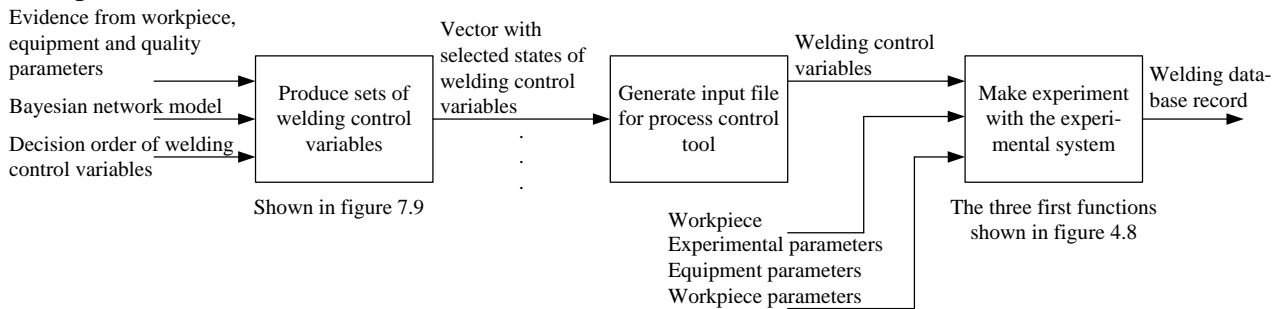 Evidence from workpiece,
equipment and quality
parameters
Bayesian network model
Decision order of welding
control variables
Produce sets of
welding control
variables
Shown in figure 7.9
Vector with
selected states of
welding control
variables
.
.
.
Generate input file
for process control
tool
Welding control
variables
Workpiece
Experimental parameters
Equipment parameters
Workpiece parameters
Make experiment
with the experi-
mental system
The three first functions
shown in figure 4.8
Welding data-
base record